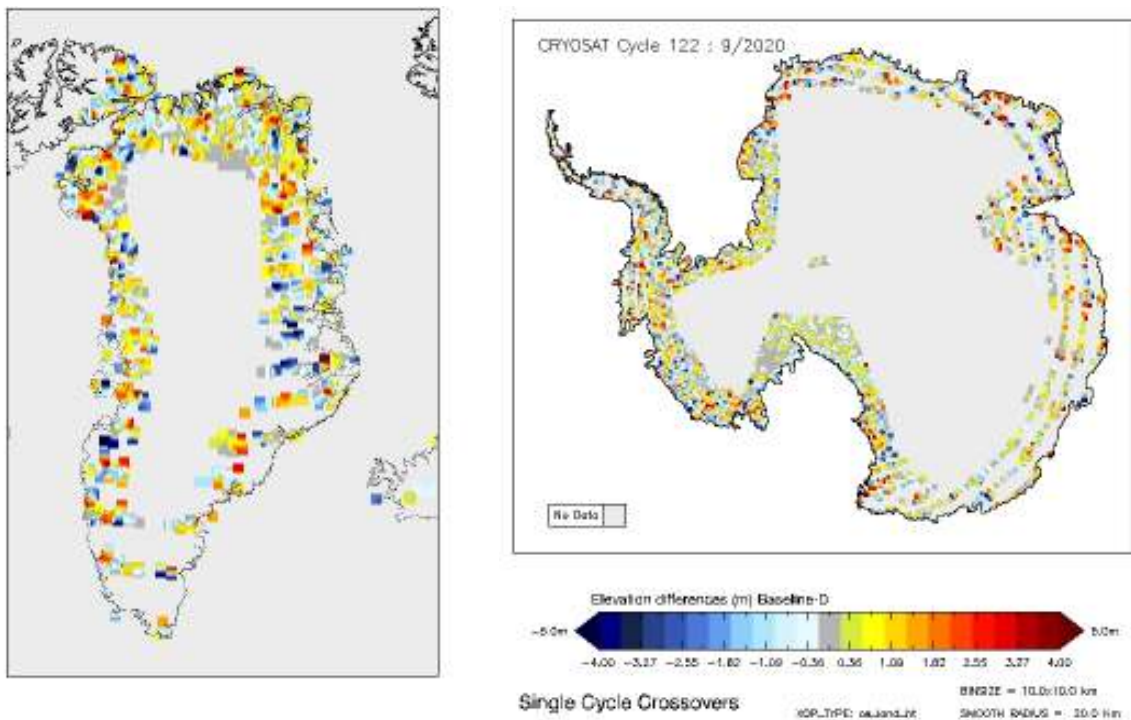 CRYOSAT Cycle 122 : 9/2020
No Data
Elevation differences (m) Baseline-D
-5.0m
5.0m
-4.00 -3.27 -2.55 -1.82 -1.09 -0.36 0.36 1.09 1.82 2.55 3.27 4.00
Single Cycle Crossovers
BINSIZE = 10.0x10.0 km
XOP_TYPE:
SMOOTH RADIUS = 20.0 Km